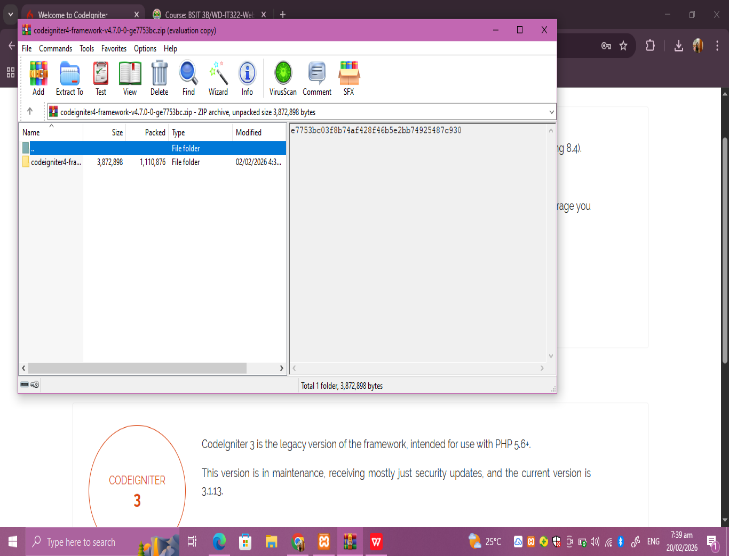 Welcome to CodeIgniter
Course: BSIT 3B/WD-IT322-Wel
codeigniter4-framework-v4.7.0-0-ge7753bc.zip (evaluation copy)
File Commands Tools Favorites Options Help
Add Extract To Test View Delete Find Wizard Info VirusScan Comment SFX
codeigniter4-framework-v4.7.0-0-ge7753bc.zip - ZIP archive, unpacked size 3,872,898 bytes
Name Size Packed Type Modified
.. File folder
codeigniter4-fra... 3,872,898 1,110,876 File folder 02/02/2026 4:3...
e7753bc03f8b74af428f46b5e2bb74925487c930
ng 8.4).
rage you
Total 1 folder, 3,872,898 bytes
CODEIGNITER
3
CodeIgniter 3 is the legacy version of the framework, intended for use with PHP 5.6+.
This version is in maintenance, receiving mostly just security updates, and the current version is
3.1.13.
Type here to search
25°C
ENG
7:39 am
20/02/2026